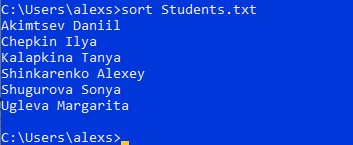 C:\Users\alexs>sort Students.txt
Akimtsev Daniil
Chepkin Ilya
Kalapkina Tanya
Shinkarenko Alexey
Shugurova Sonya
Ugleva Margarita
C:\Users\alexs>